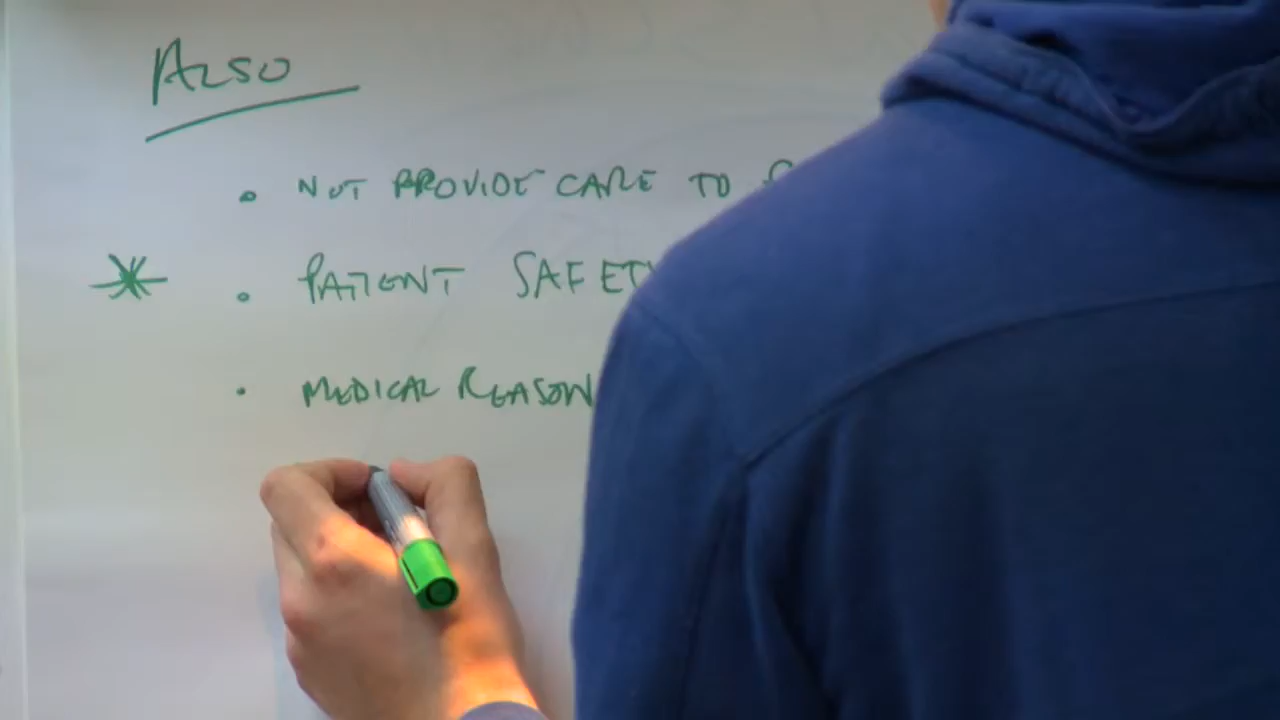 ALSO
• NOT PROVIDE CARE TO
• PATIENT SAFETY
• MEDICAL REASON